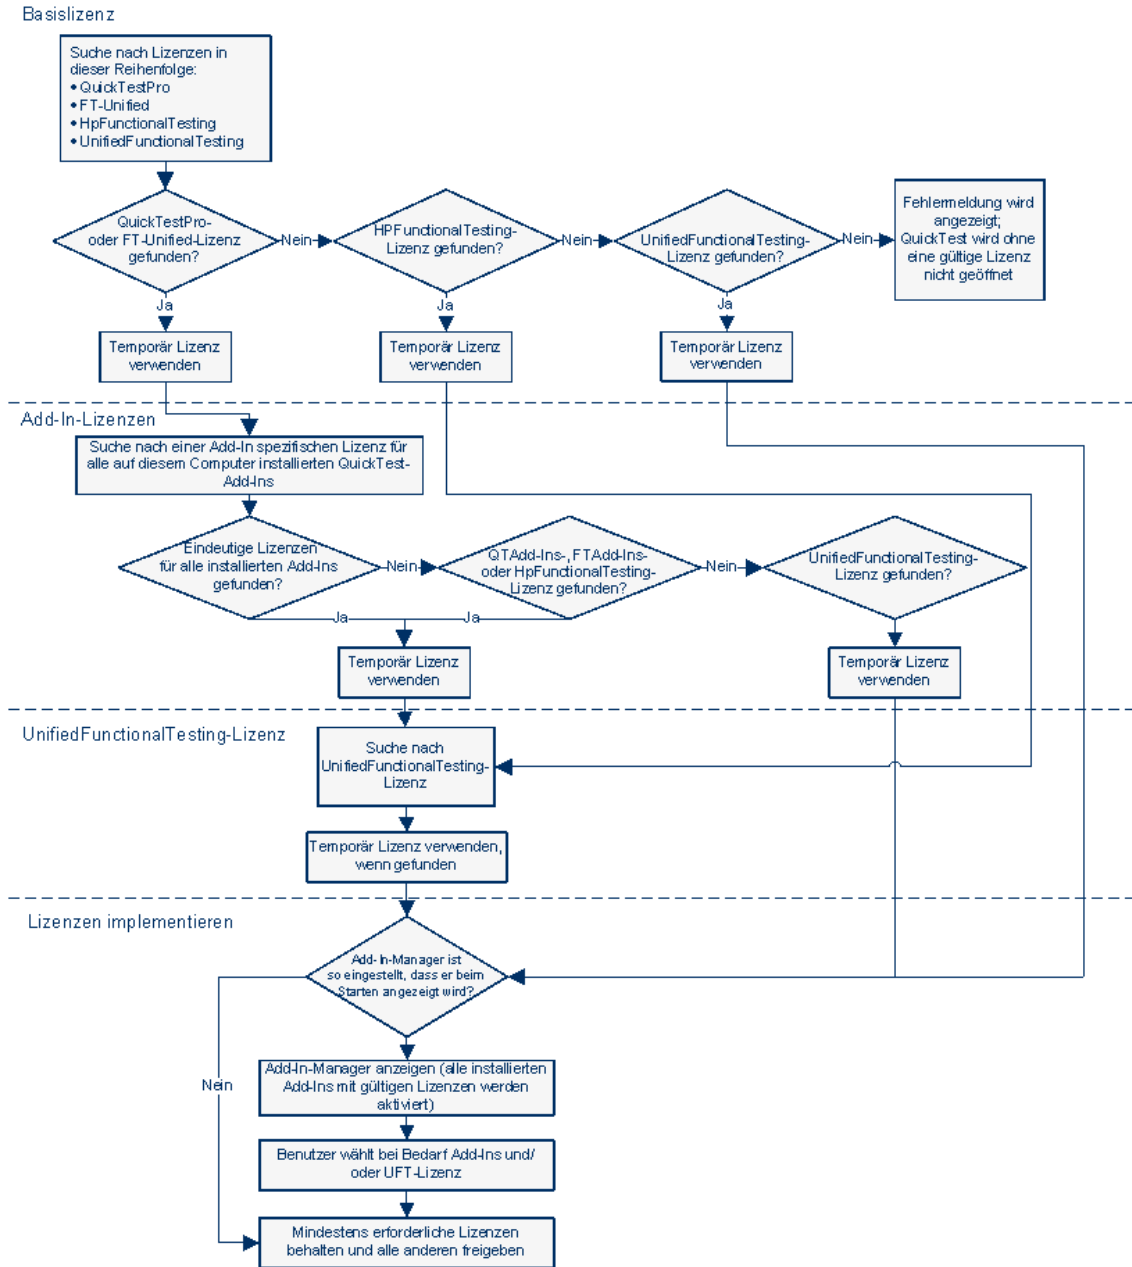 Basislizenz
Suche nach Lizenzen in
dieser Reihenfolge:
• QuickTestPro
• FT-Unified
• HpFunctionalTesting
• UnifiedFunctionalTesting
QuickTestPro-
oder FT-Unified-Lizenz
gefunden?
Nein
HPFunctionalTesting-
Lizenz gefunden?
Nein
UnifiedFunctionalTesting-
Lizenz gefunden?
Nein
Fehlermeldung wird
angezeigt;
QuickTest wird ohne
eine gültige Lizenz
nicht geöffnet
Ja
Ja
Ja
Temporär Lizenz
verwenden
Temporär Lizenz
verwenden
Temporär Lizenz
verwenden
Add-In-Lizenzen
Suche nach einer Add-In spezifischen Lizenz für
alle auf diesem Computer installierten QuickTest-
Add-Ins
Eindeutige Lizenzen
für alle installierten Add-Ins
gefunden?
Nein
QTAdd-Ins-, FTAdd-Ins-
oder HpFunctionalTesting-
Lizenz gefunden?
Nein
UnifiedFunctionalTesting-
Lizenz gefunden?
Ja
Ja
Temporär Lizenz
verwenden
Temporär Lizenz
verwenden
UnifiedFunctionalTesting-Lizenz
Suche nach
UnifiedFunctionalTesting-
Lizenz
Temporär Lizenz verwenden,
wenn gefunden
Lizenzen implementieren
Add-In-Manager ist
so eingestellt, dass er beim
Starten angezeigt wird?
Nein
Add-In-Manager anzeigen (alle installierten
Add-Ins mit gültigen Lizenzen werden
aktiviert)
Benutzer wählt bei Bedarf Add-Ins und/
oder UFT-Lizenz
Mindestens erforderliche Lizenzen
behalten und alle anderen freigeben